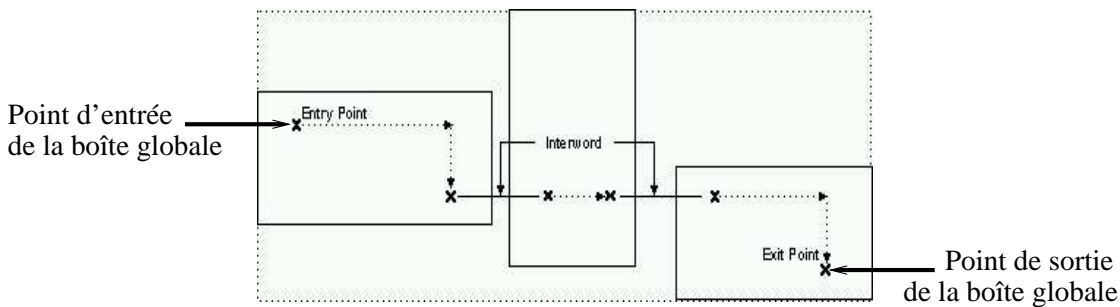 Point d'entrée
de la boîte globale
Entry Point
Interword
Exit Point
Point de sortie
de la boîte globale